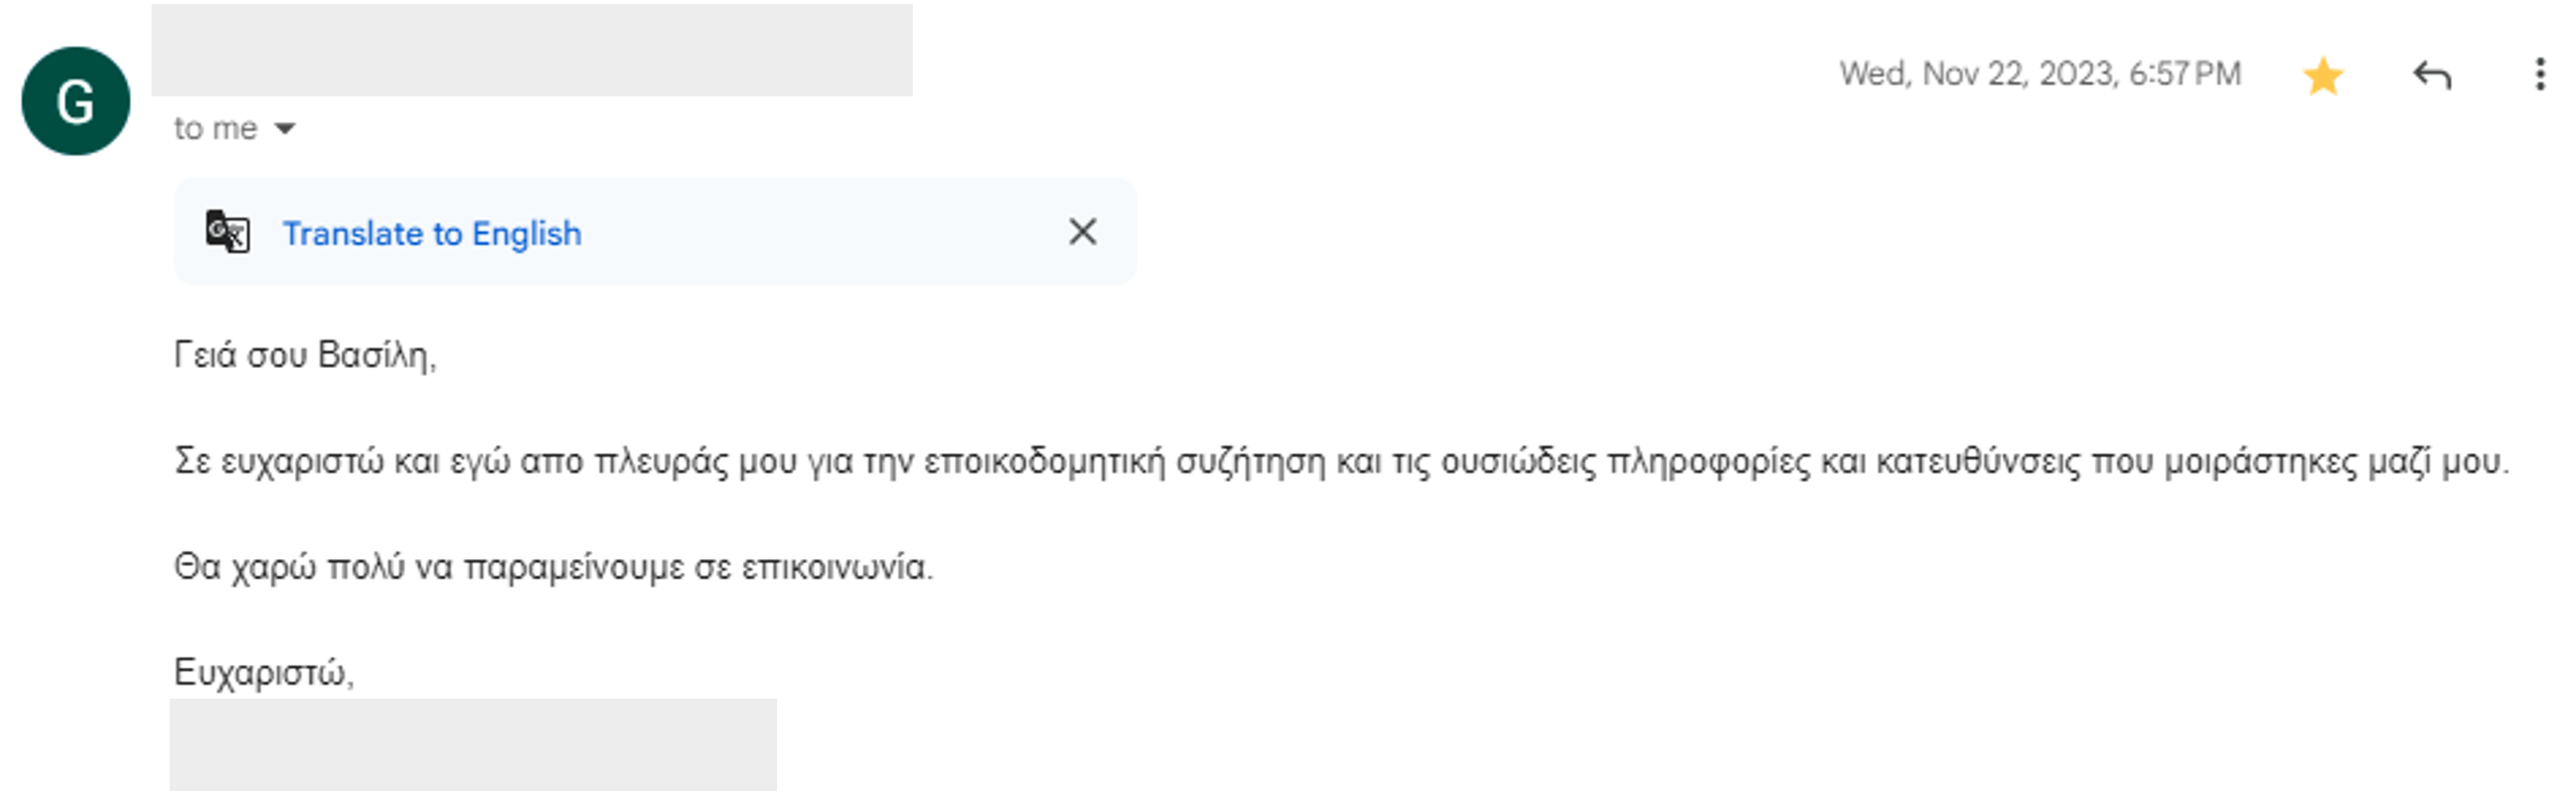 G
Wed, Nov 22, 2023, 6:57 PM
to me
Translate to English
Γειά σου Βασίλη,
Σε ευχαριστώ και εγώ απο πλευράς μου για την εποικοδομητική συζήτηση και τις ουσιώδεις πληροφορίες και κατευθύνσεις που μοιράστηκες μαζί μου.
Θα χαρώ πολύ να παραμείνουμε σε επικοινωνία.
Ευχαριστώ,